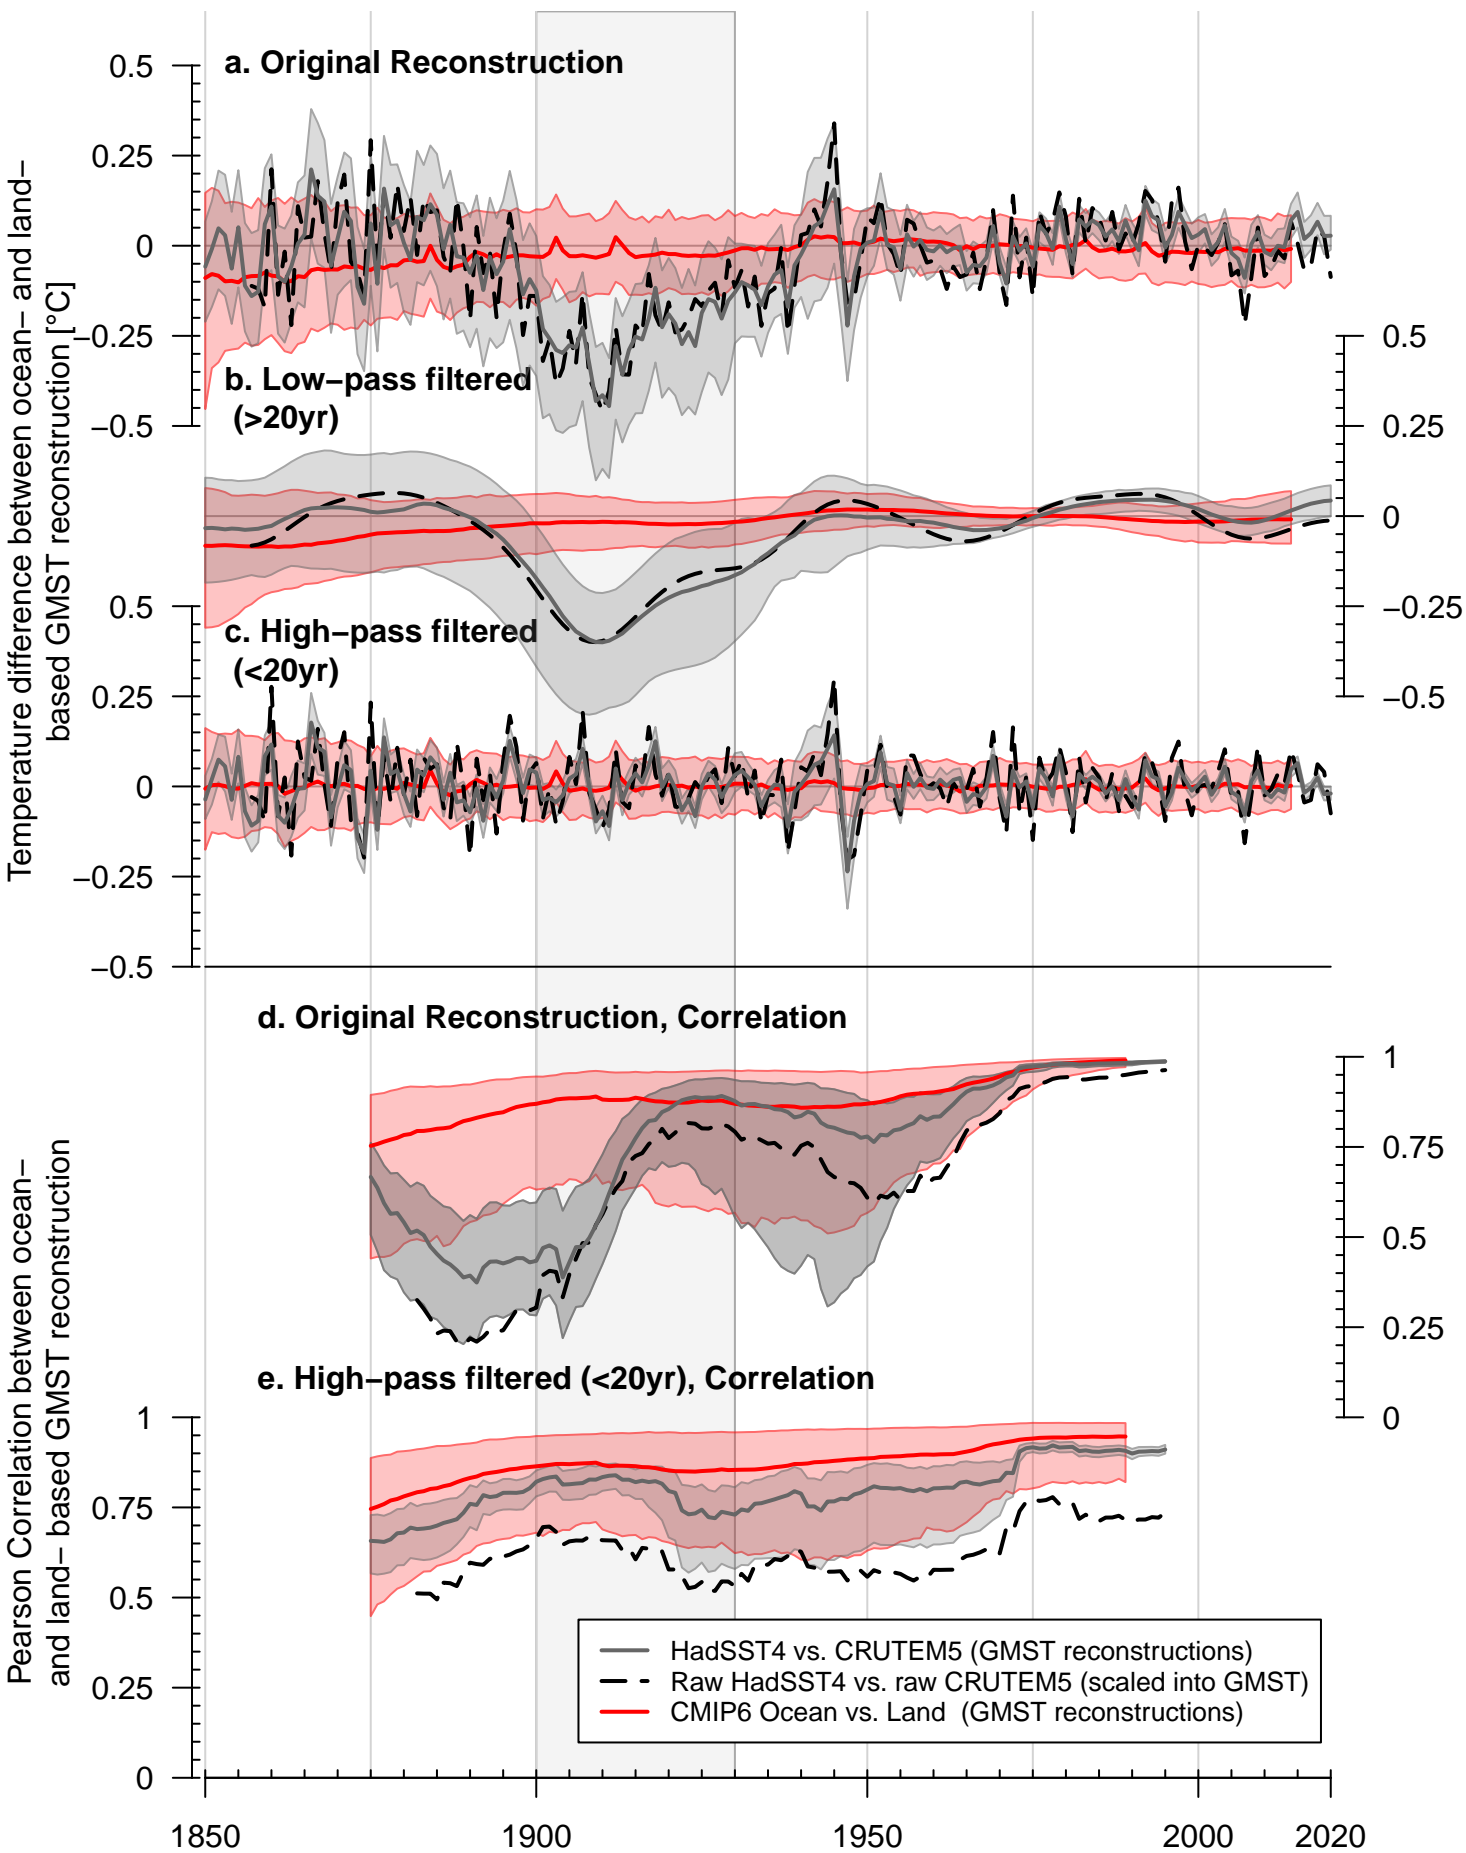 a. Original Reconstruction
0.5
0.25
0
−0.25
−0.5
b. Low−pass filtered
(>20yr)
0.5
0.25
0
−0.25
−0.5
c. High−pass filtered
(<20yr)
0.5
0.25
0
−0.25
−0.5
Temperature difference between ocean− and land−
based GMST reconstruction [°C]
d. Original Reconstruction, Correlation
1
0.75
0.5
0.25
0
e. High−pass filtered (<20yr), Correlation
1
0.75
0.5
0.25
0
Pearson Correlation between ocean−
and land− based GMST reconstruction
HadSST4 vs. CRUTEM5 (GMST reconstructions)
Raw HadSST4 vs. raw CRUTEM5 (scaled into GMST)
CMIP6 Ocean vs. Land (GMST reconstructions)
1850 1900 1950 2000 2020